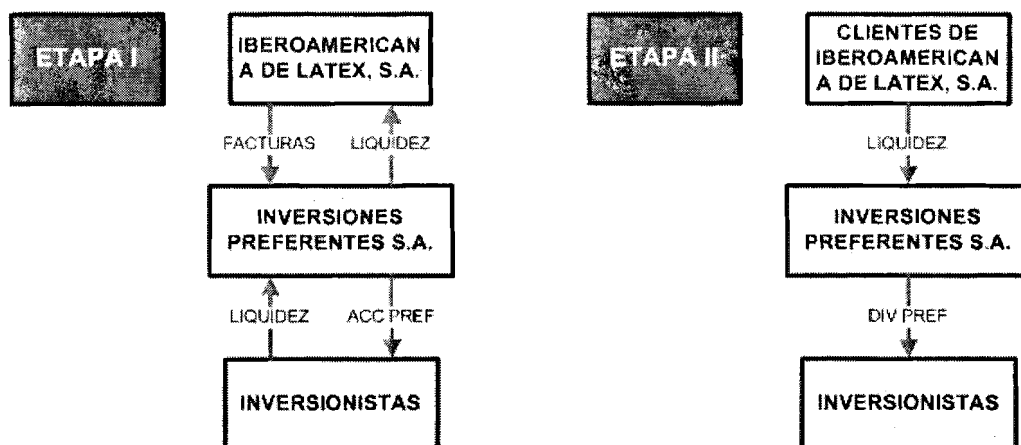 ETAPA I
IBEROAMERICAN
A DE LATEX, S.A.
FACTURAS
LIQUIDEZ
INVERSIONES
PREFERENTES S.A.
LIQUIDEZ
ACC PREF
INVERSIONISTAS
ETAPA II
CLIENTES DE
IBEROAMERICAN
A DE LATEX, S.A.
LIQUIDEZ
INVERSIONES
PREFERENTES S.A.
DIV PREF
INVERSIONISTAS